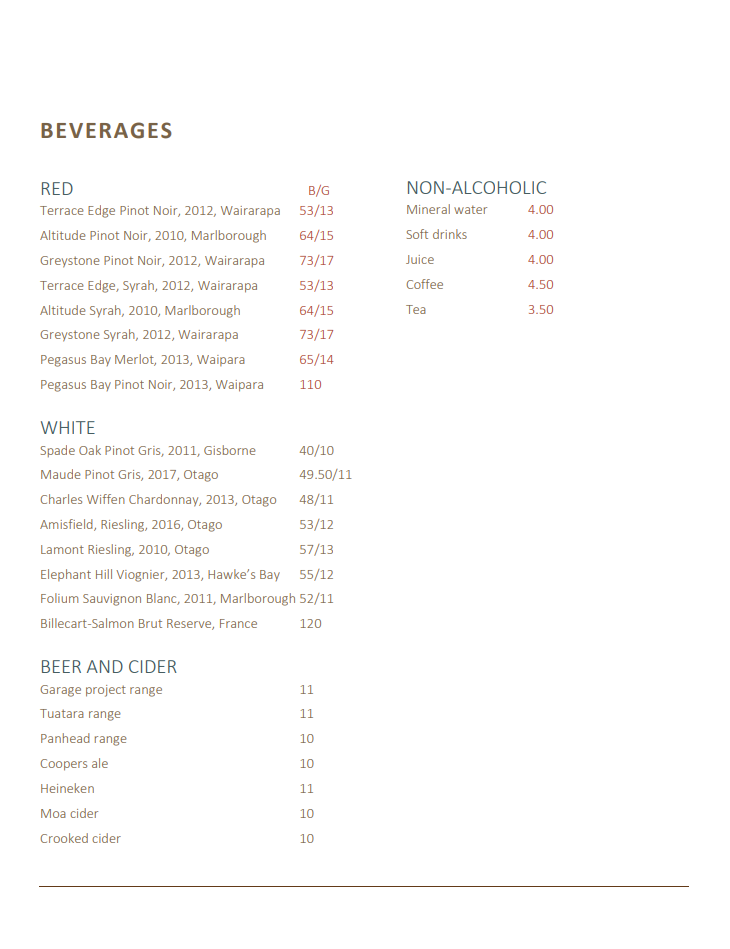 BEVERAGES
RED B/G
Terrace Edge Pinot Noir, 2012, Wairarapa 53/13
Altitude Pinot Noir, 2010, Marlborough 64/15
Greystone Pinot Noir, 2012, Wairarapa 73/17
Terrace Edge, Syrah, 2012, Wairarapa 53/13
Altitude Syrah, 2010, Marlborough 64/15
Greystone Syrah, 2012, Wairarapa 73/17
Pegasus Bay Merlot, 2013, Waipara 65/14
Pegasus Bay Pinot Noir, 2013, Waipara 110
WHITE
Spade Oak Pinot Gris, 2011, Gisborne 40/10
Maude Pinot Gris, 2017, Otago 49.50/11
Charles Wiffen Chardonnay, 2013, Otago 48/11
Amisfield, Riesling, 2016, Otago 53/12
Lamont Riesling, 2010, Otago 57/13
Elephant Hill Viognier, 2013, Hawke’s Bay 55/12
Folium Sauvignon Blanc, 2011, Marlborough 52/11
Billecart-Salmon Brut Reserve, France 120
BEER AND CIDER
Garage project range 11
Tuatara range 11
Panhead range 10
Coopers ale 10
Heineken 11
Moa cider 10
Crooked cider 10
NON-ALCOHOLIC
Mineral water 4.00
Soft drinks 4.00
Juice 4.00
Coffee 4.50
Tea 3.50